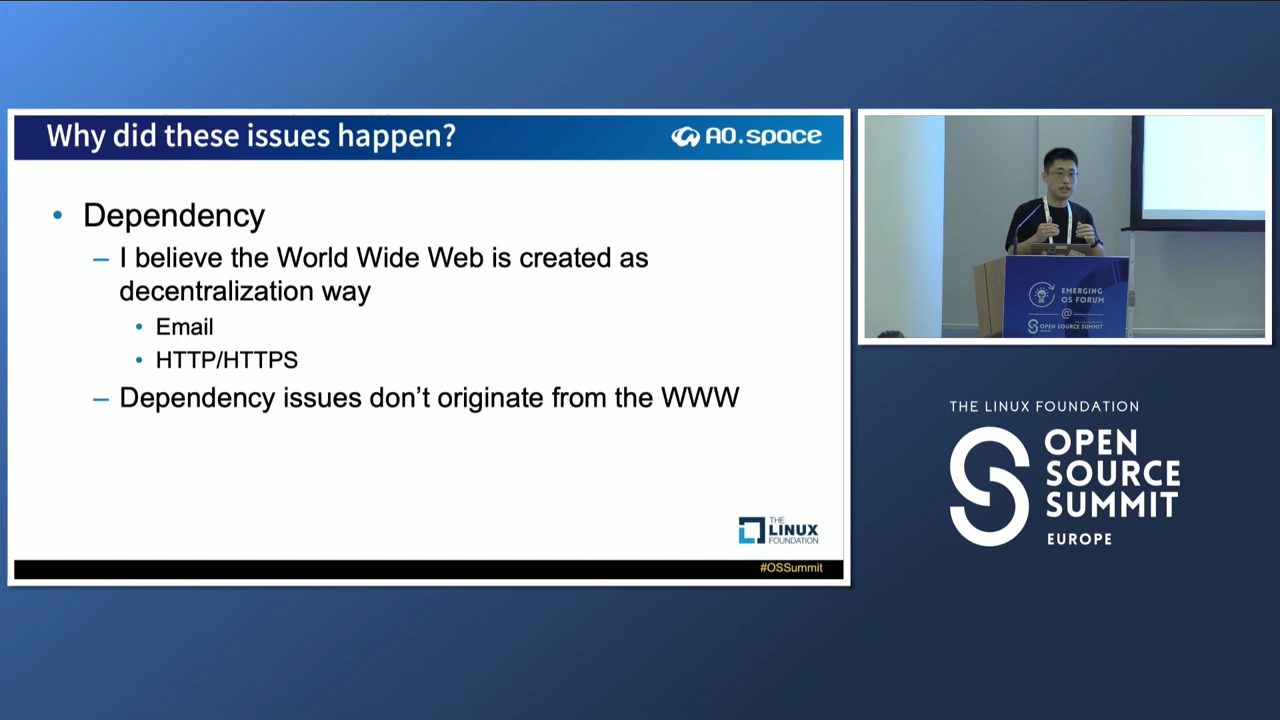 Why did these issues happen?
AO.space
Dependency
I believe the World Wide Web is created as
decentralization way
Email
HTTP/HTTPS
Dependency issues don’t originate from the WWW
THE
LINUX
FOUNDATION
#OSSummit
EMERGING
OS FORUM
@
OPEN SOURCE SUMMIT
THE LINUX FOUNDATION
OPEN
SOURCE
SUMMIT
EUROPE